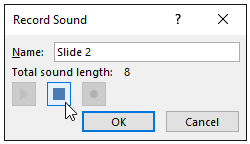 Record Sound ? ×
Name: Slide 2
Total sound length: 8
OK Cancel